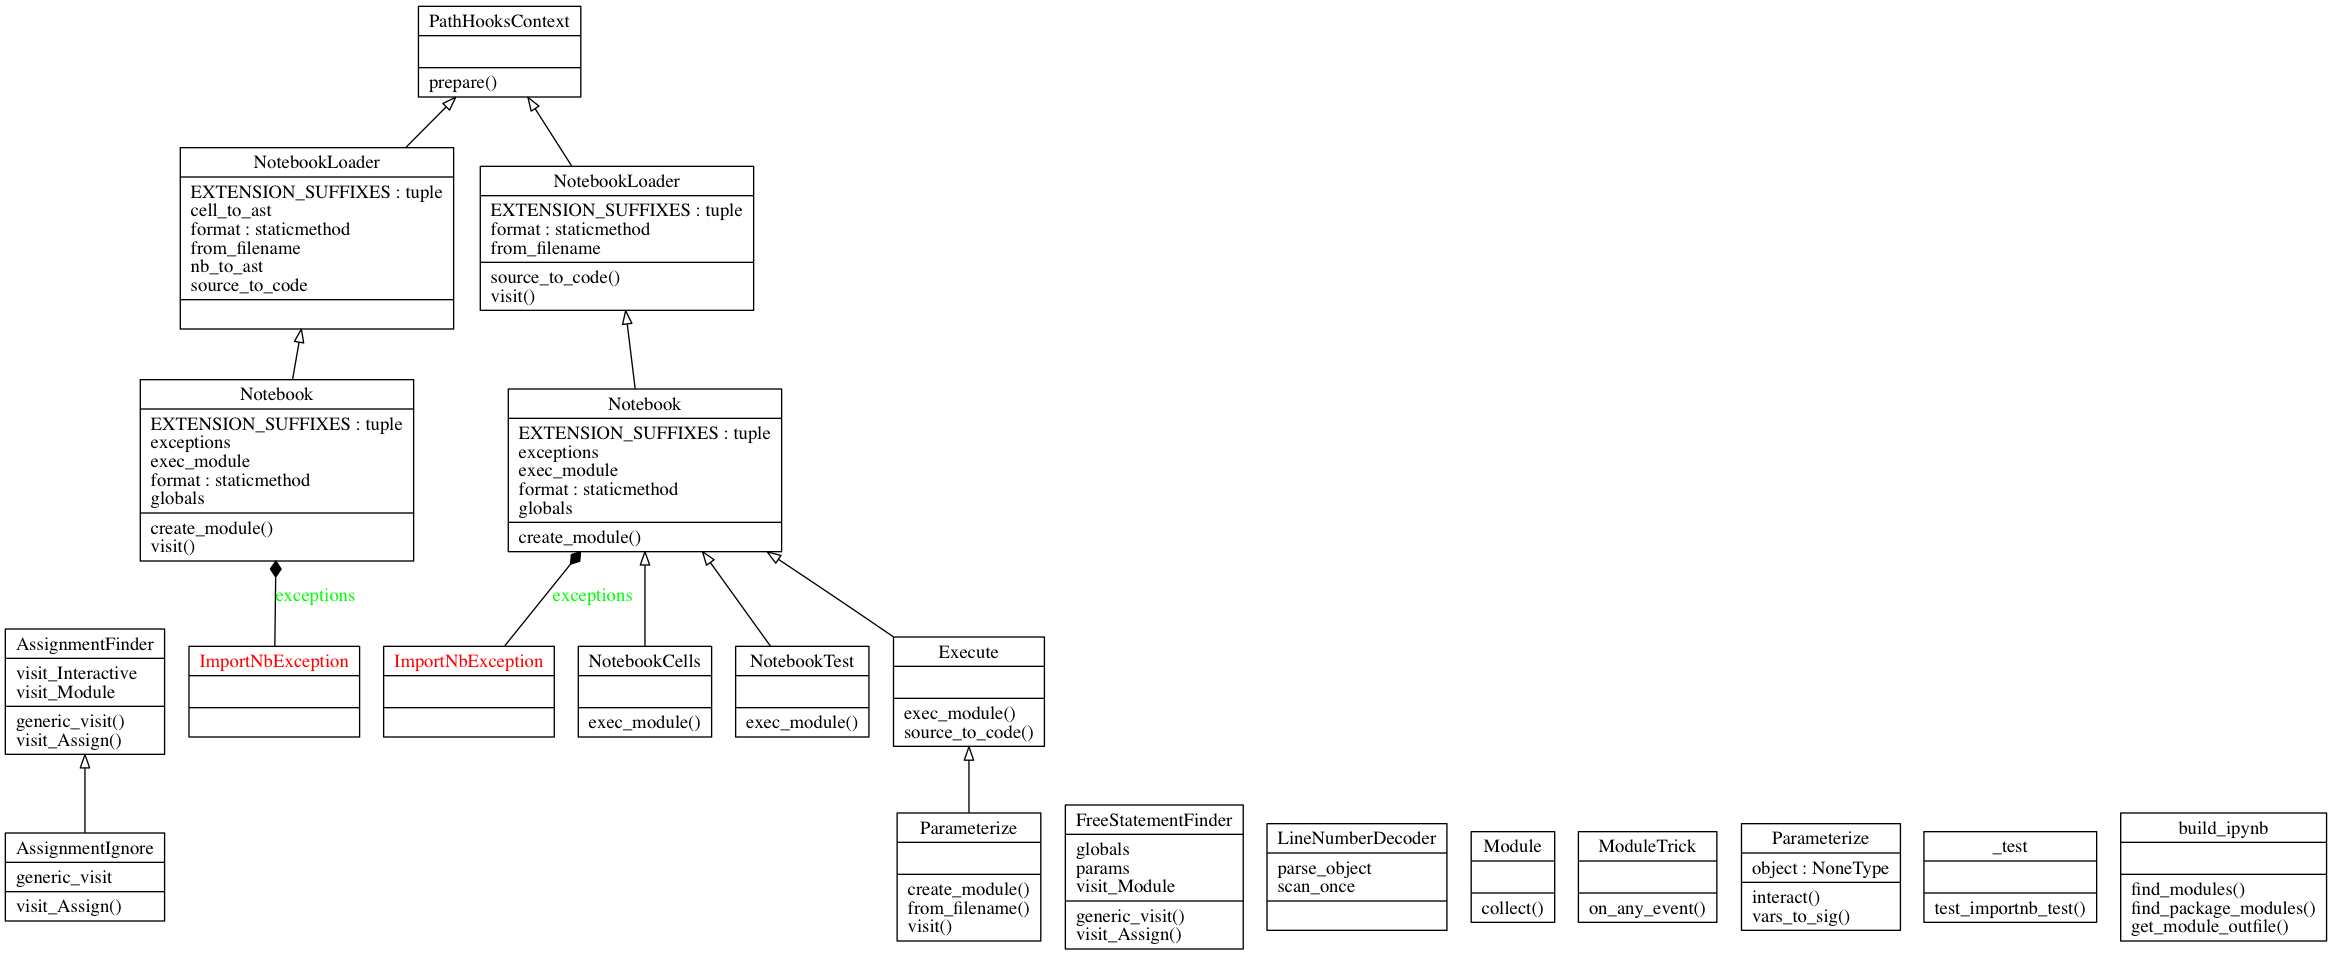 PathHooksContext
prepare()
NotebookLoader
EXTENSION_SUFFIXES : tuple
cell_to_ast
format : staticmethod
from_filename
nb_to_ast
source_to_code
NotebookLoader
EXTENSION_SUFFIXES : tuple
format : staticmethod
from_filename
source_to_code()
visit()
Notebook
EXTENSION_SUFFIXES : tuple
exceptions
exec_module
format : staticmethod
globals
create_module()
visit()
Notebook
EXTENSION_SUFFIXES : tuple
exceptions
exec_module
format : staticmethod
globals
create_module()
exceptions
exceptions
AssignmentFinder
visit_Interactive
visit_Module
generic_visit()
visit_Assign()
ImportNbException
ImportNbException
NotebookCells
exec_module()
NotebookTest
exec_module()
Execute
exec_module()
source_to_code()
AssignmentIgnore
generic_visit
visit_Assign()
Parameterize
create_module()
from_filename()
visit()
FreeStatementFinder
globals
params
visit_Module
generic_visit()
visit_Assign()
LineNumberDecoder
parse_object
scan_once
Module
collect()
ModuleTrick
on_any_event()
Parameterize
object : NoneType
interact()
vars_to_sig()
_test
test_importnb_test()
build_ipynb
find_modules()
find_package_modules()
get_module_outfile()